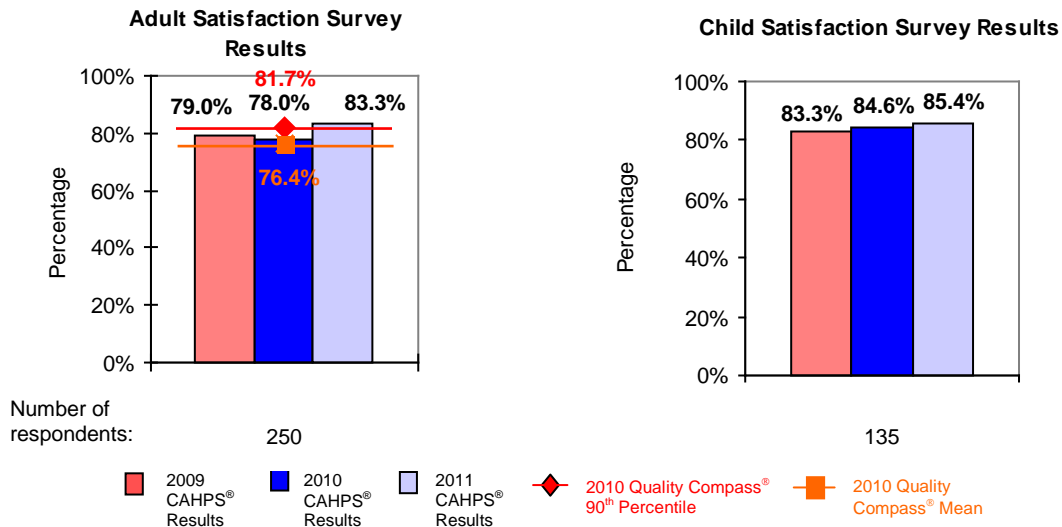 Adult Satisfaction Survey
Results
100%
80%
60%
40%
20%
0%
Percentage
81.7%
79.0% 78.0% 83.3%
76.4%
Child Satisfaction Survey Results
100%
80%
60%
40%
20%
0%
Percentage
83.3% 84.6% 85.4%
Number of
respondents:
250
135
2009
CAHPS®
Results
2010
CAHPS®
Results
2011
CAHPS®
Results
2010 Quality Compass®
90th Percentile
2010 Quality
Compass® Mean